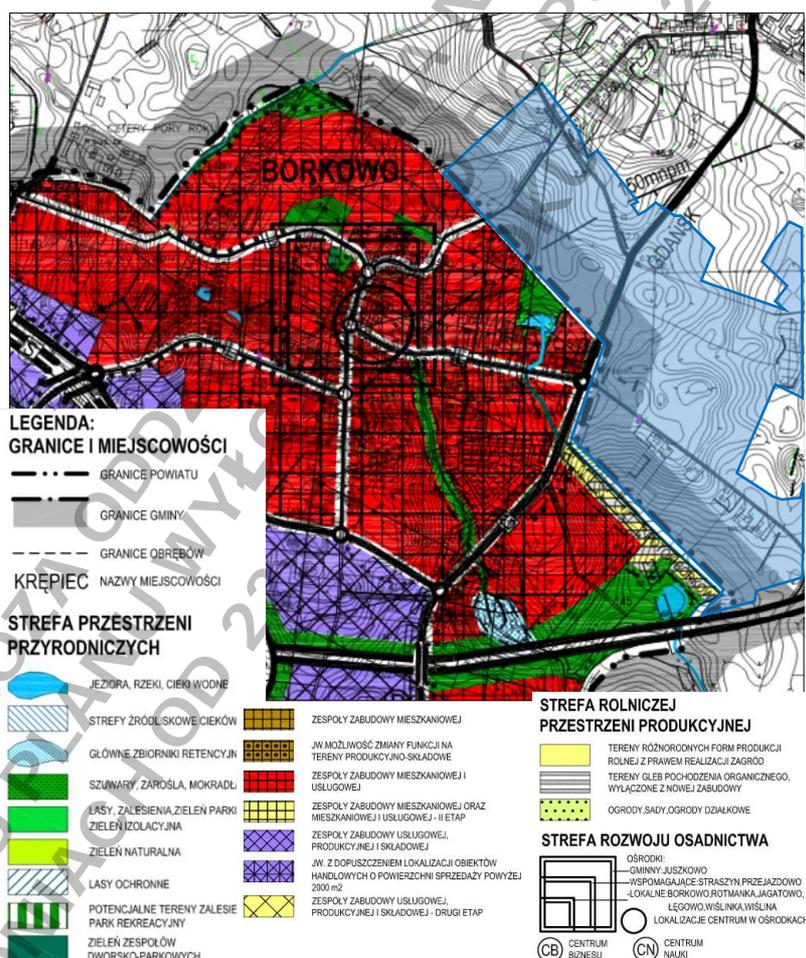 OS. CZTERY PORY ROKU
BORKOWO
50mnpm
GDAŃSK
LEGENDA:
GRANICE I MIEJSCOWOŚCI
GRANICE POWIATU
GRANICE GMINY
GRANICE OBRĘBÓW
KRĘPIEC NAZWY MIEJSCOWOŚCI
STREFA PRZESTRZENI
PRZYRODNICZYCH
JEZIORA, RZEKI, CIEKI WODNE
STREFY ŹRÓDLISKOWE CIEKÓW
GŁÓWNE ZBIORNIKI RETENCYJN
SZUWARY, ZAROŚLA, MOKRADŁ
LASY, ZALESIENIA,ZIELEŃ PARKI
ZIELEŃ IZOLACYJNA
ZIELEŃ NATURALNA
LASY OCHRONNE
POTENCJALNE TERENY ZALESIE
PARK REKREACYJNY
ZIELEŃ ZESPOŁÓW
DWORSKO-PARKOWYCH
ZESPOŁY ZABUDOWY MIESZKANIOWEJ
JW.MOŻLIWOŚĆ ZMIANY FUNKCJI NA
TERENY PRODUKCYJNO-SKŁADOWE
ZESPOŁY ZABUDOWY MIESZKANIOWEJ I
USŁUGOWEJ
ZESPOŁY ZABUDOWY MIESZKANIOWEJ ORAZ
MIESZKANIOWEJ I USŁUGOWEJ - II ETAP
ZESPOŁY ZABUDOWY USŁUGOWEJ,
PRODUKCYJNEJ I SKŁADOWEJ
JW. Z DOPUSZCZENIEM LOKALIZACJI OBIEKTÓW
HANDLOWYCH O POWIERZCHNI SPRZEDAŻY POWYŻEJ
2000 m2
ZESPOŁY ZABUDOWY USŁUGOWEJ,
PRODUKCYJNEJ I SKŁADOWEJ - DRUGI ETAP
STREFA ROLNICZEJ
PRZESTRZENI PRODUKCYJNEJ
TERENY RÓŻNORODNYCH FORM PRODUKCJI
ROLNEJ Z PRAWEM REALIZACJI ZAGRÓD
TERENY GLEB POCHODZENIA ORGANICZNEGO,
WYŁĄCZONE Z NOWEJ ZABUDOWY
OGRODY,SADY,OGRODY DZIAŁKOWE
STREFA ROZWOJU OSADNICTWA
OŚRODKI:
GMINNY:JUSZKOWO
WSPOMAGAJĄCE:STRASZYN,PRZEJAZDOWO
-LOKALNE:BORKOWO,ROTMANKA,JAGATOWO,
ŁĘGOWO,WIŚLINKA,WIŚLINA
LOKALIZACJE CENTRUM W OŚRODKACH
CB CENTRUM
BIZNESU
CN CENTRUM
NAUKI